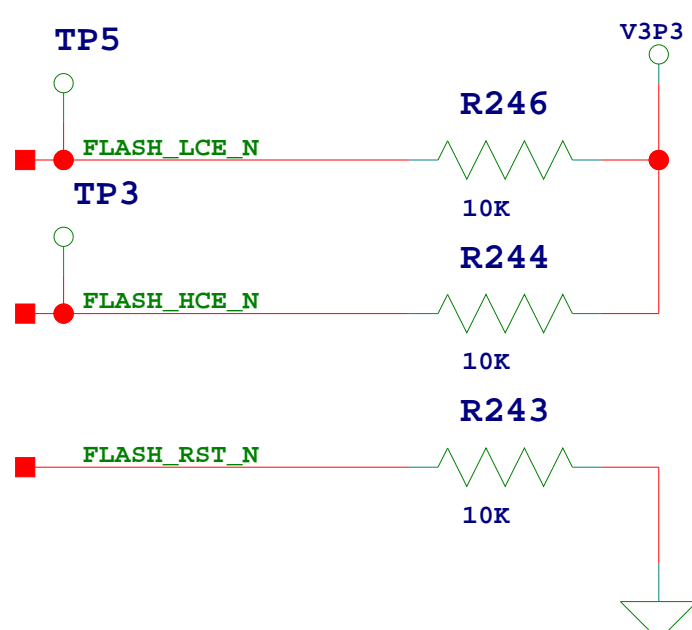 TP5
V3P3
R246
FLASH_LCE_N
10K
TP3
R244
FLASH_HCE_N
10K
R243
FLASH_RST_N
10K